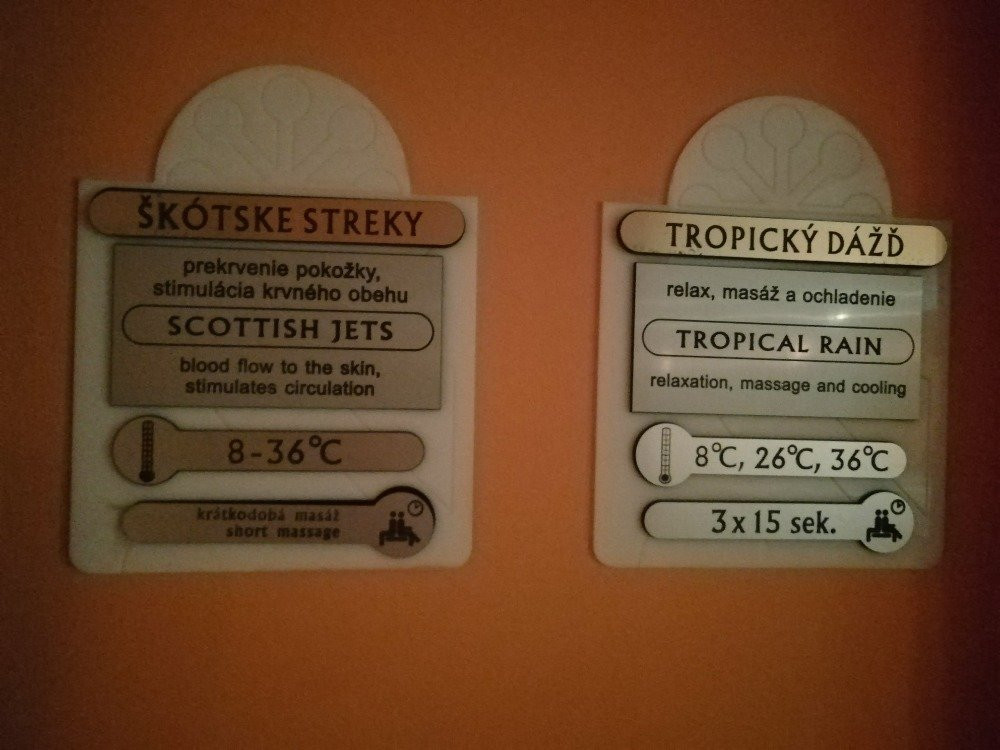 ŠKÓTSKE STREKY
prekrvenie pokožky,
stimulácia krvného obehu
SCOTTISH JETS
blood flow to the skin,
stimulates circulation
8-36°C
krátkodobá masáž
short massage
TROPICKÝ DÁŽĎ
relax, masáž a ochladenie
TROPICAL RAIN
relaxation, massage and cooling
8°C, 26°C, 36°C
3 x 15 sek.